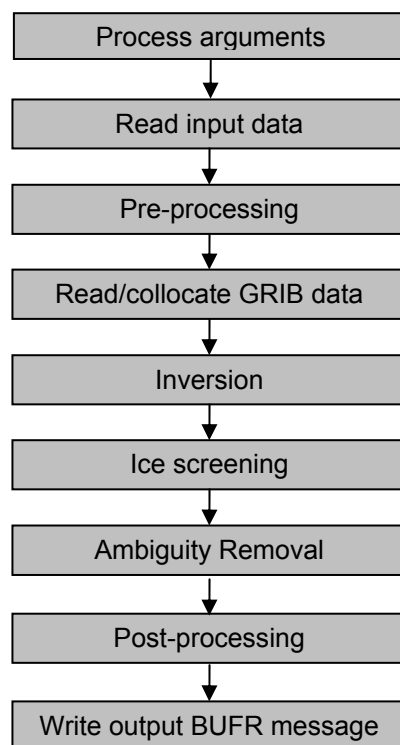 Process arguments
Read input data
Pre-processing
Read/collocate GRIB data
Inversion
Ice screening
Ambiguity Removal
Post-processing
Write output BUFR message